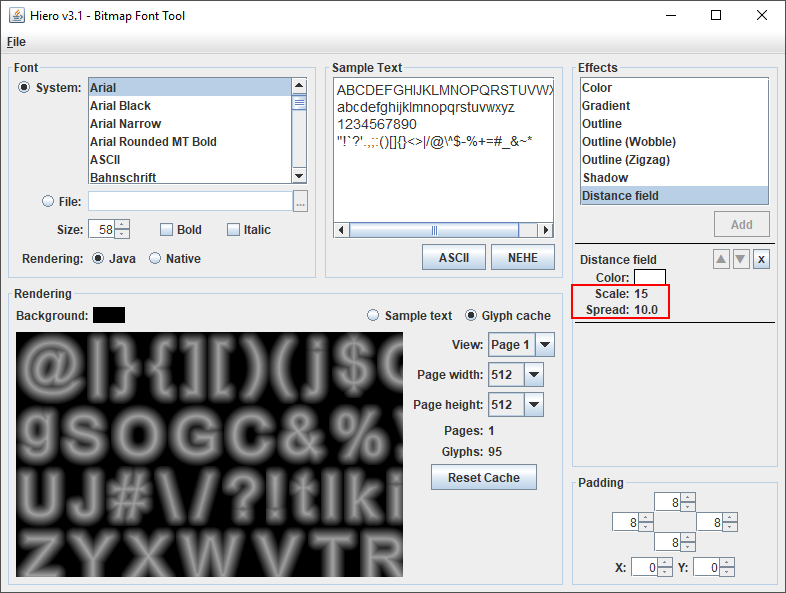 Hiero v3.1 - Bitmap Font Tool
File
Font
System:
Arial
Arial Black
Arial Narrow
Arial Rounded MT Bold
ASCII
Bahnschrift
File:
...
Size: 58 Bold Italic
Rendering: Java Native
Sample Text
ABCDEFGHIJKLMNOPQRSTUVWX
abcdefghijklmnopqrstuvwxyz
1234567890
"!`?'.,;:()[]{}<>|/@\^$-%+=#_&~*
ASCII NEHE
Effects
Color
Gradient
Outline
Outline (Wobble)
Outline (Zigzag)
Shadow
Distance field
Add
Distance field
x
Color:
Scale: 15
Spread: 10.0
Rendering
Background:
Sample text Glyph cache
@|}{][)(j$C
gSOGC&%
UJ#\/?!tlki
ZYXWVTR
View: Page 1
Page width: 512
Page height: 512
Pages: 1
Glyphs: 95
Reset Cache
Padding
8
8 8
8
X: 0 Y: 0